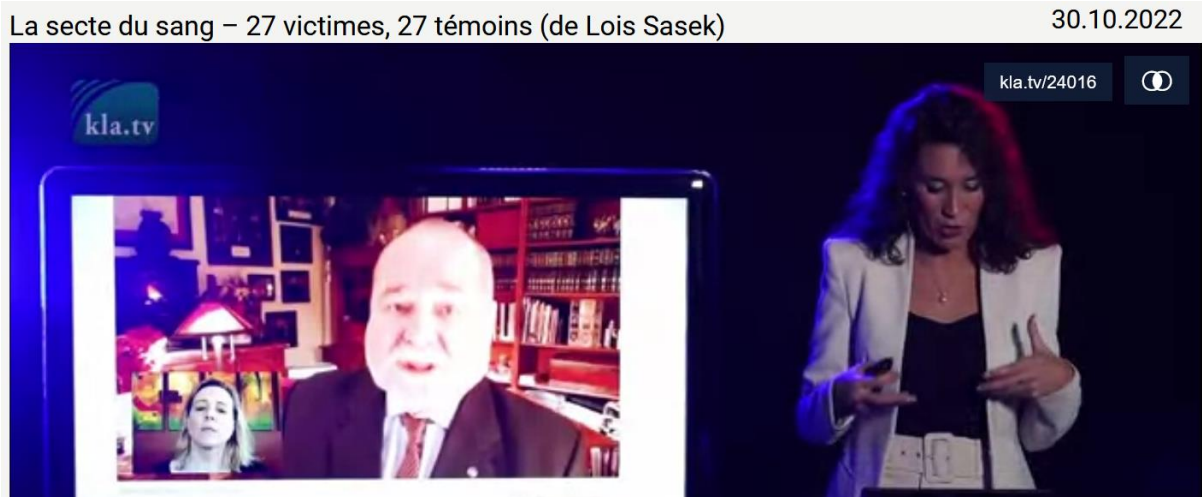 La secte du sang – 27 victimes, 27 témoins (de Lois Sasek)
30.10.2022
kla.tv/24016
kla.tv